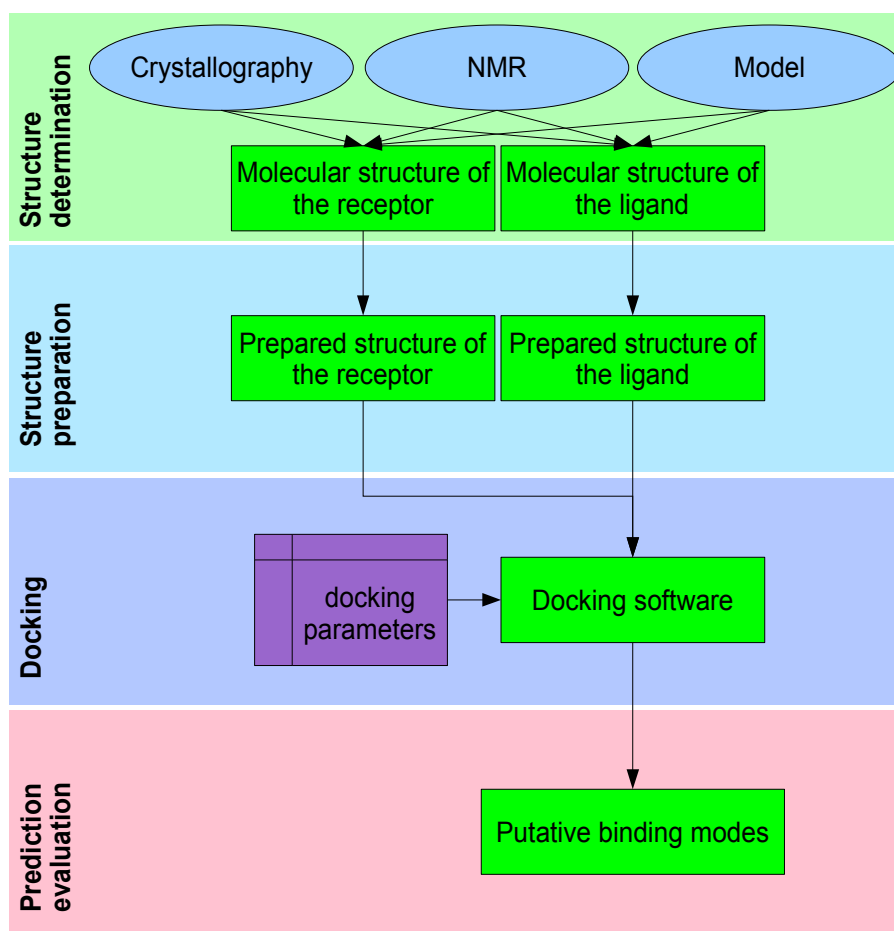 Structure
determination
Crystallography
NMR
Model
Molecular structure of
the receptor
Molecular structure of
the ligand
Structure
preparation
Prepared structure of
the receptor
Prepared structure of
the ligand
Docking
docking
parameters
Docking software
Prediction
evaluation
Putative binding modes